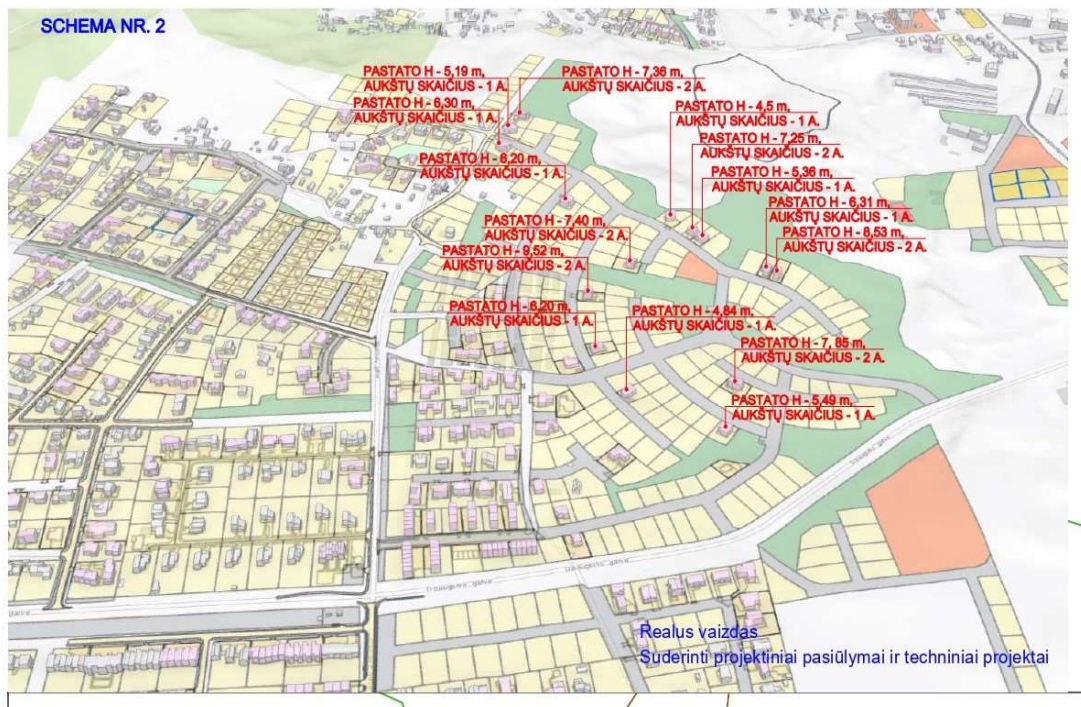 SCHEMA NR. 2
PASTATO H - 5,19 m,
AUKŠTŲ SKAIČIUS - 1 A.
PASTATO H - 7,36 m,
AUKŠTŲ SKAIČIUS - 2 A.
PASTATO H - 6,30 m,
AUKŠTŲ SKAIČIUS - 1 A.
PASTATO H - 4,5 m,
AUKŠTŲ SKAIČIUS - 1 A.
PASTATO H - 7,25 m,
AUKŠTŲ SKAIČIUS - 2 A.
PASTATO H - 6,20 m,
AUKŠTŲ SKAIČIUS - 1 A.
PASTATO H - 5,36 m,
AUKŠTŲ SKAIČIUS - 1 A.
PASTATO H - 6,31 m,
AUKŠTŲ SKAIČIUS - 1 A.
PASTATO H - 7,40 m,
AUKŠTŲ SKAIČIUS - 2 A.
PASTATO H - 8,53 m,
AUKŠTŲ SKAIČIUS - 2 A.
PASTATO H - 9,52 m,
AUKŠTŲ SKAIČIUS - 2 A.
PASTATO H - 6,20 m,
AUKŠTŲ SKAIČIUS - 1 A.
PASTATO H - 4,84 m,
AUKŠTŲ SKAIČIUS - 1 A.
PASTATO H - 7, 85 m,
AUKŠTŲ SKAIČIUS - 2 A.
PASTATO H - 5,49 m,
AUKŠTŲ SKAIČIUS - 1 A.
Realus vaizdas
Suderinti projektiniai pasiūlymai ir techniniai projektai